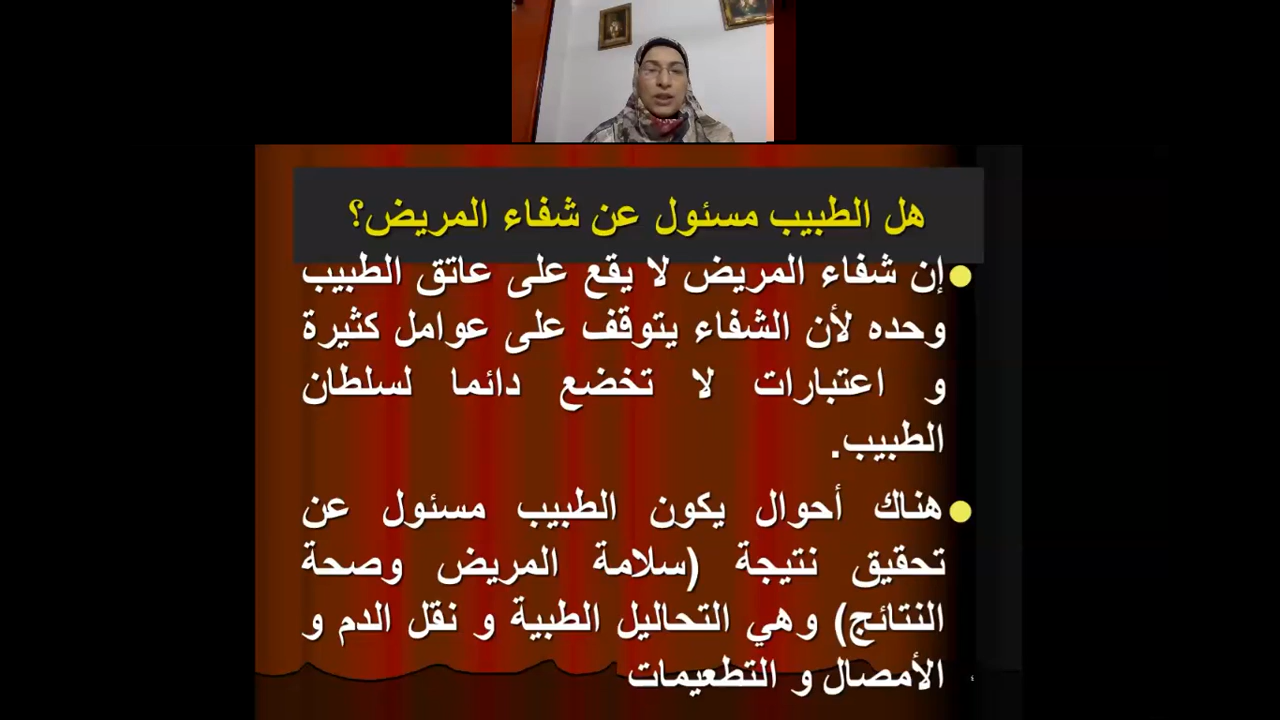 هل الطبيب مسئول عن شفاء المريض؟
إن شفاء المريض لا يقع على عاتق الطبيب
وحده لأن الشفاء يتوقف على عوامل كثيرة
و اعتبارات لا تخضع دائما لسلطان
الطبيب.
هناك أحوال يكون الطبيب مسئول عن
تحقيق نتيجة (سلامة المريض وصحة
النتائج) وهي التحاليل الطبية و نقل الدم و
الأمصال و التطعيمات